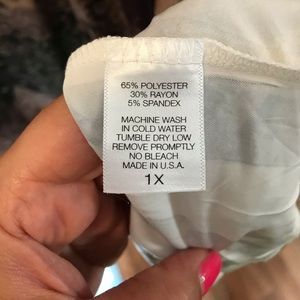 65% POLYESTER
30% RAYON
5% SPANDEX
MACHINE WASH
IN COLD WATER
TUMBLE DRY LOW
REMOVE PROMPTLY
NO BLEACH
MADE IN U.S.A.
1X